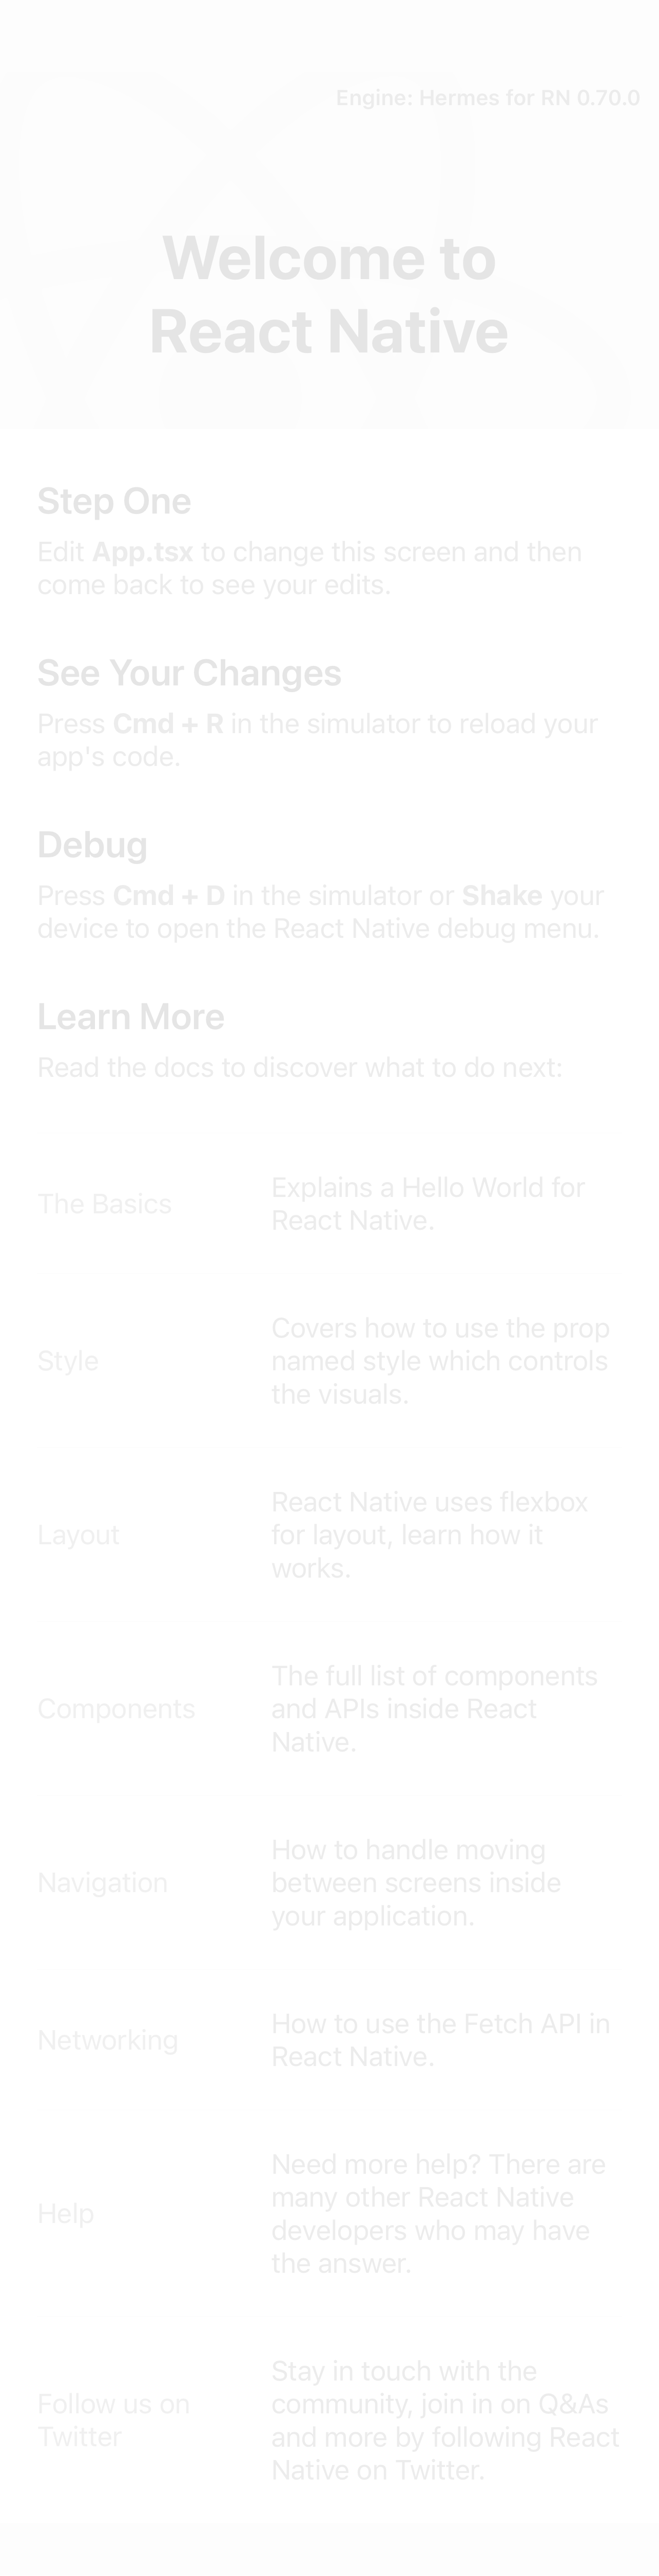 Engine: Hermes for RN 0.70.0
Welcome to
React Native
Step One
Edit App.tsx to change this screen and then
come back to see your edits.
See Your Changes
Press Cmd + R in the simulator to reload your
app's code.
Debug
Press Cmd + D in the simulator or Shake your
device to open the React Native debug menu.
Learn More
Read the docs to discover what to do next:
The Basics
Explains a Hello World for
React Native.
Style
Covers how to use the prop
named style which controls
the visuals.
Layout
React Native uses flexbox
for layout, learn how it
works.
Components
The full list of components
and APIs inside React
Native.
Navigation
How to handle moving
between screens inside
your application.
Networking
How to use the Fetch API in
React Native.
Help
Need more help? There are
many other React Native
developers who may have
the answer.
Follow us on
Twitter
Stay in touch with the
community, join in on Q&As
and more by following React
Native on Twitter.